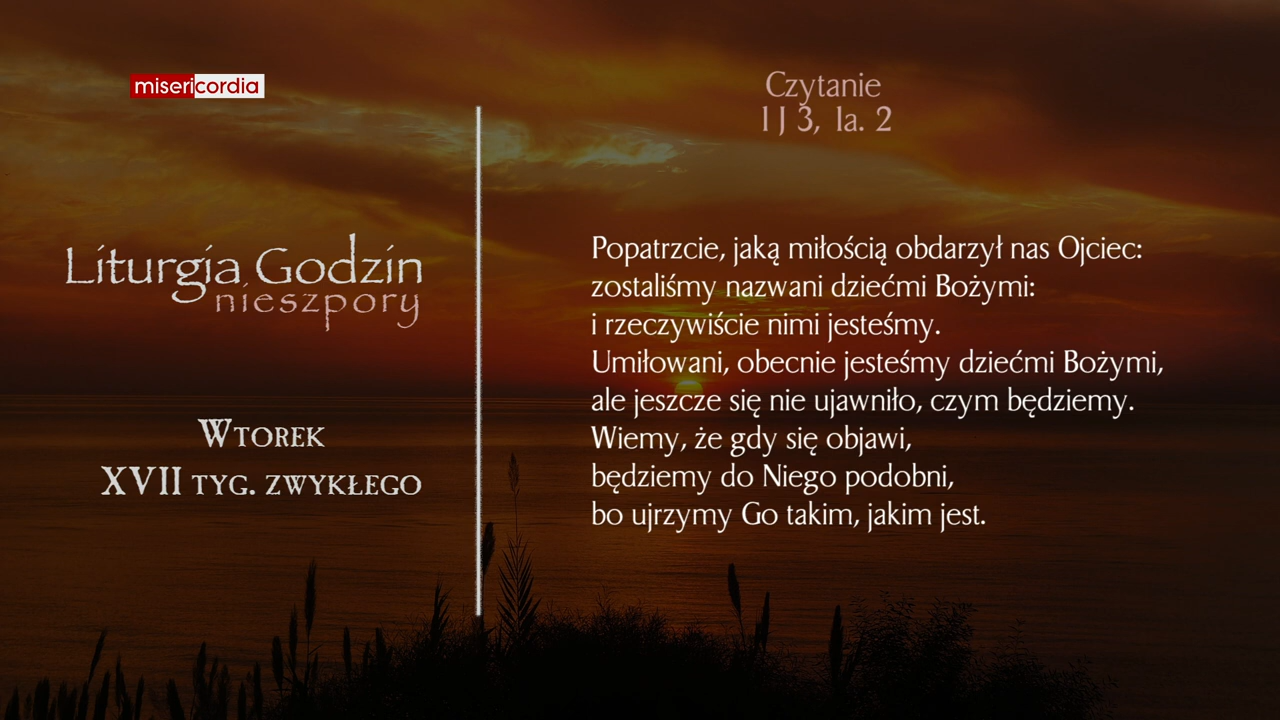 misericordia
Liturgia Godzin
nieszpory
Wtorek
XVII tyg. zwykłego
Czytanie
1 J 3, 1a. 2
Popatrzcie, jaką miłością obdarzył nas Ojciec:
zostaliśmy nazwani dziećmi Bożymi:
i rzeczywiście nimi jesteśmy.
Umiłowani, obecnie jesteśmy dziećmi Bożymi,
ale jeszcze się nie ujawniło, czym będziemy.
Wiemy, że gdy się objawi,
będziemy do Niego podobni,
bo ujrzymy Go takim, jakim jest.